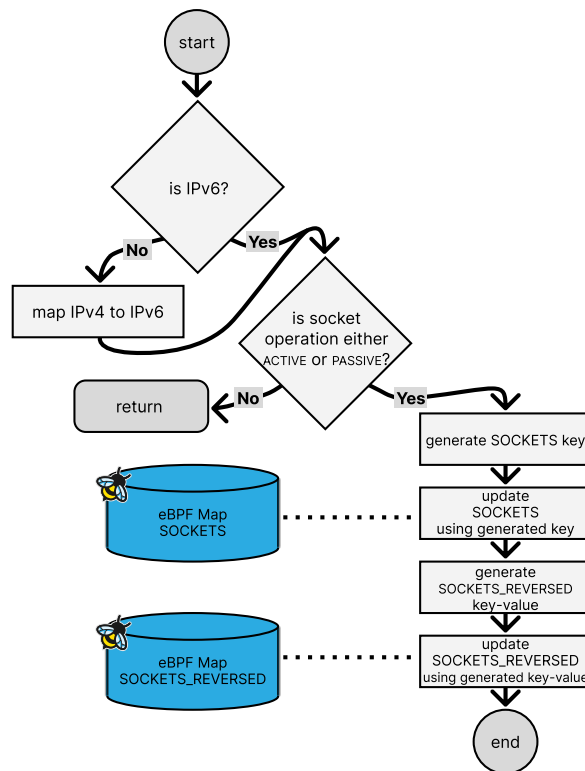 start
is IPv6?
No
Yes
map IPv4 to IPv6
is socket
operation either
ACTIVE or PASSIVE?
No
Yes
return
generate SOCKETS key
eBPF Map
SOCKETS
update
SOCKETS
using generated key
generate
SOCKETS_REVERSED
key-value
eBPF Map
SOCKETS_REVERSED
update
SOCKETS_REVERSED
using generated key-value
end